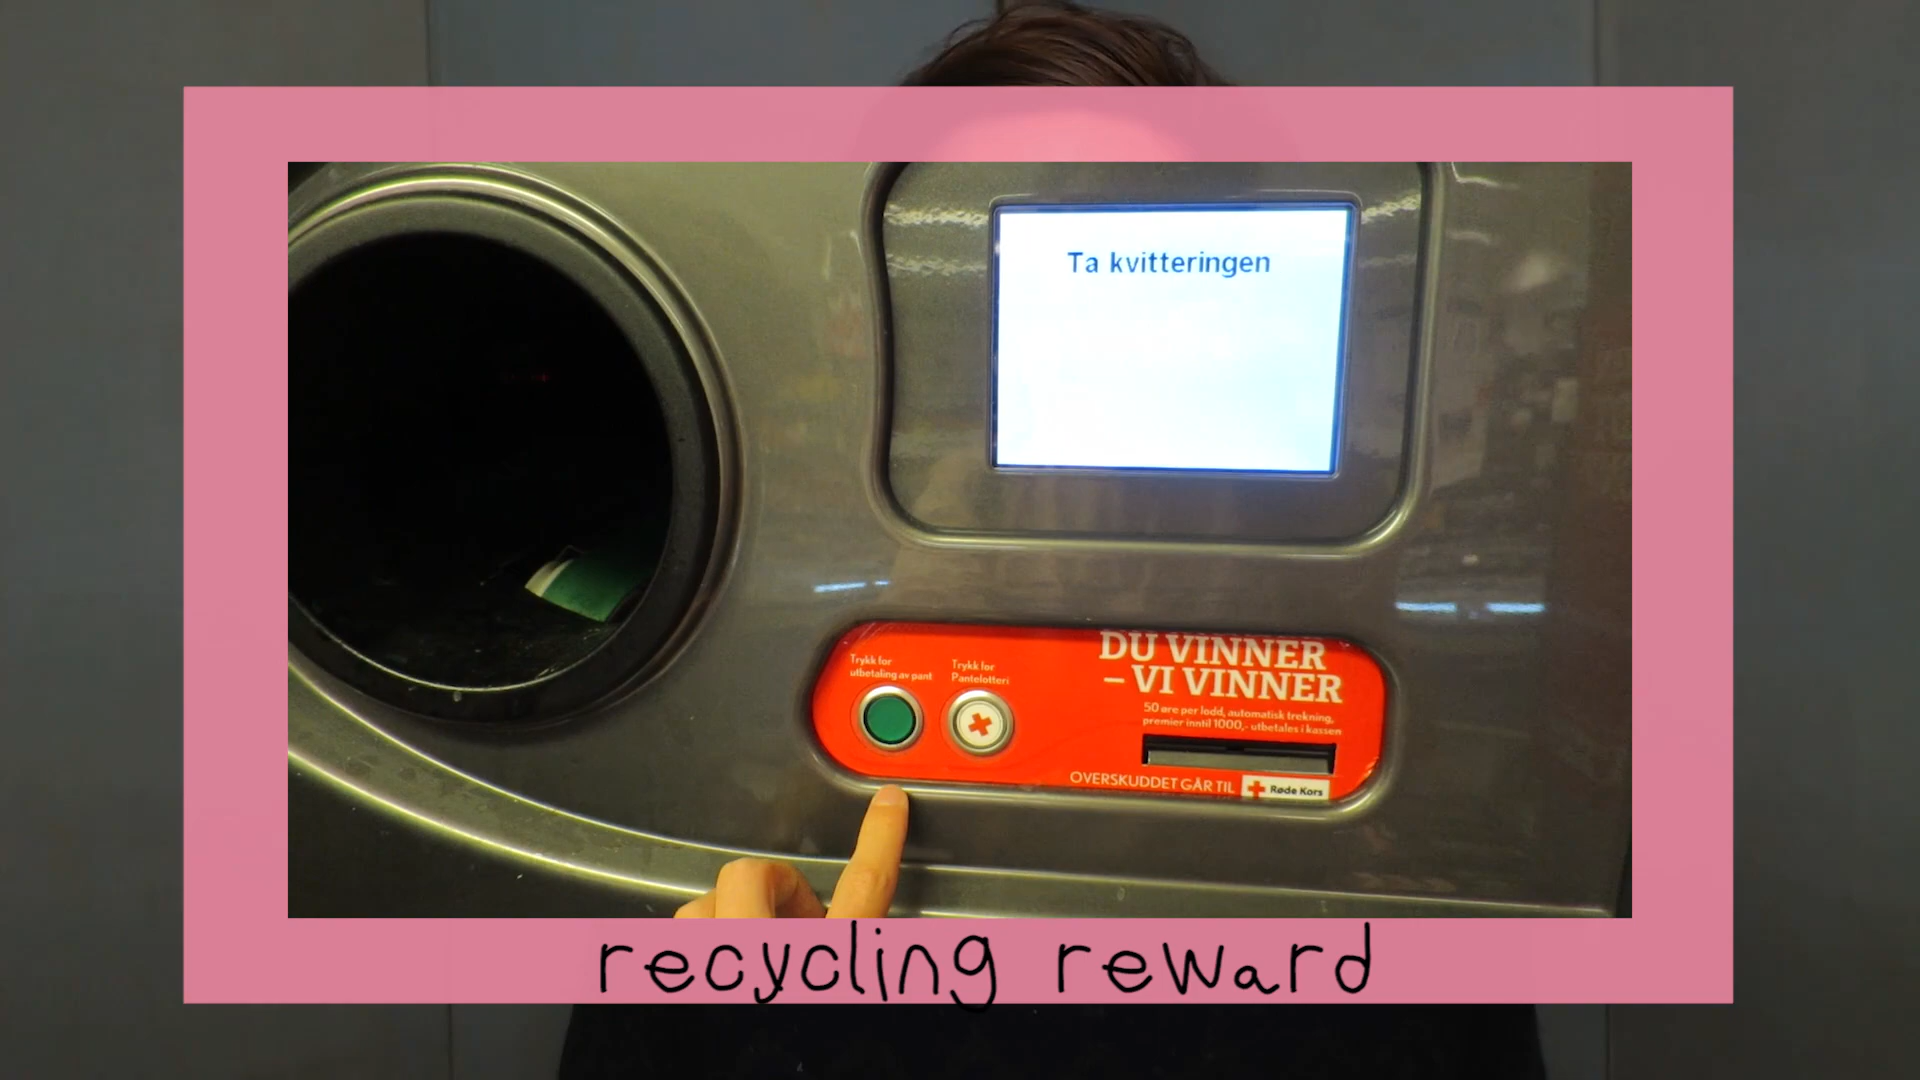 Ta kvitteringen
Trykk for
utbetaling av pant
Trykk for
Pantelotteri
DU VINNER
– VI VINNER
50 øre per lodd, automatisk trekning,
premier inntil 1000,- utbetales i kassen
OVERSKUDDET GÅR TIL
Røde Kors
recycling reward